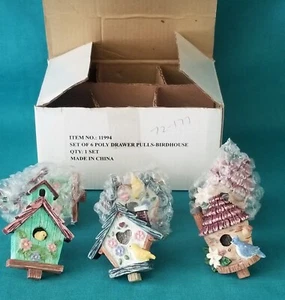 ITEM NO.: 11994
SET OF 6 POLY DRAWER PULLS-BIRDHOUSE
QTY: 1 SET
MADE IN CHINA